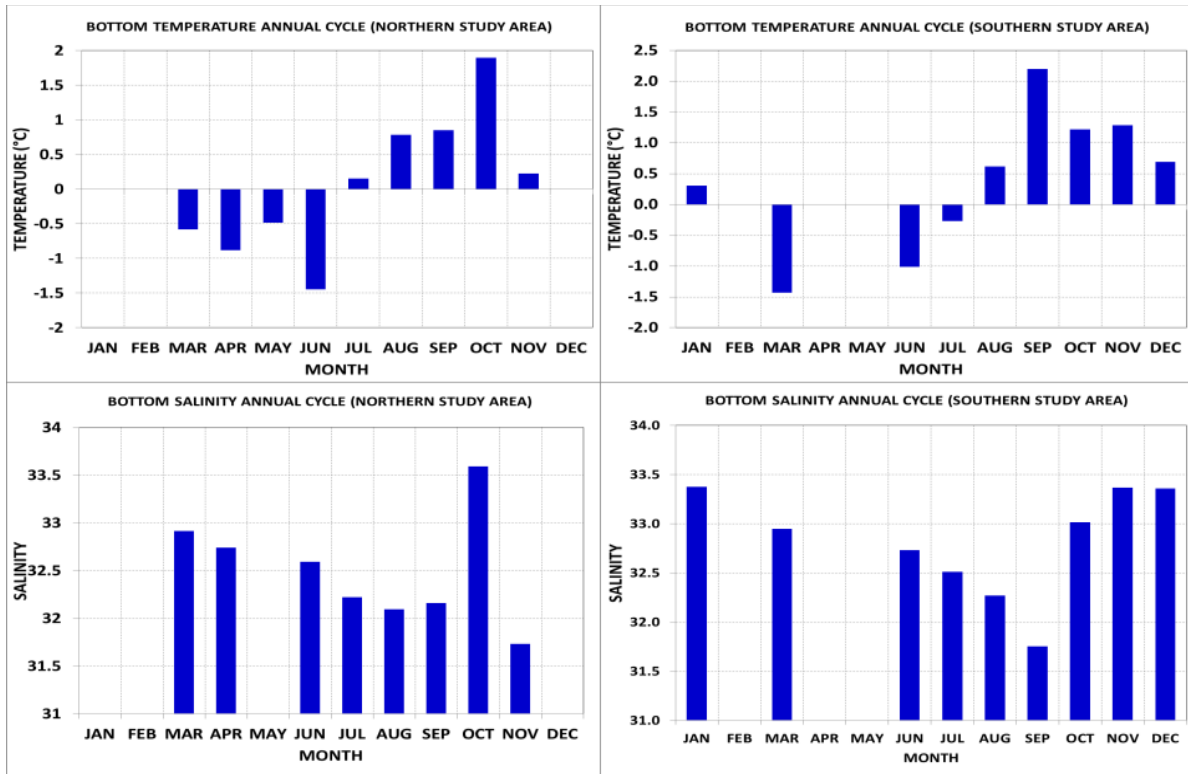 BOTTOM TEMPERATURE ANNUAL CYCLE (NORTHERN STUDY AREA)
2
1.5
1
0.5
0
-0.5
-1
-1.5
-2
TEMPERATURE (°C)
JAN FEB MAR APR MAY JUN JUL AUG SEP OCT NOV DEC
MONTH
BOTTOM TEMPERATURE ANNUAL CYCLE (SOUTHERN STUDY AREA)
2.5
2.0
1.5
1.0
0.5
0.0
-0.5
-1.0
-1.5
-2.0
TEMPERATURE (°C)
JAN FEB MAR APR MAY JUN JUL AUG SEP OCT NOV DEC
MONTH
BOTTOM SALINITY ANNUAL CYCLE (NORTHERN STUDY AREA)
34
33.5
33
32.5
32
31.5
31
SALINITY
JAN FEB MAR APR MAY JUN JUL AUG SEP OCT NOV DEC
MONTH
BOTTOM SALINITY ANNUAL CYCLE (SOUTHERN STUDY AREA)
34.0
33.5
33.0
32.5
32.0
31.5
31.0
SALINITY
JAN FEB MAR APR MAY JUN JUL AUG SEP OCT NOV DEC
MONTH